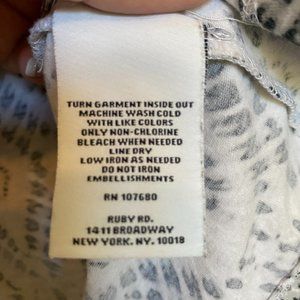 TURN GARMENT INSIDE OUT
MACHINE WASH COLD
WITH LIKE COLORS
ONLY NON-CHLORINE
BLEACH WHEN NEEDED
LINE DRY
LOW IRON AS NEEDED
DO NOT IRON
EMBELLISHMENTS
RN 107680
RUBY RD.
1411 BROADWAY
NEW YORK. NY. 10018